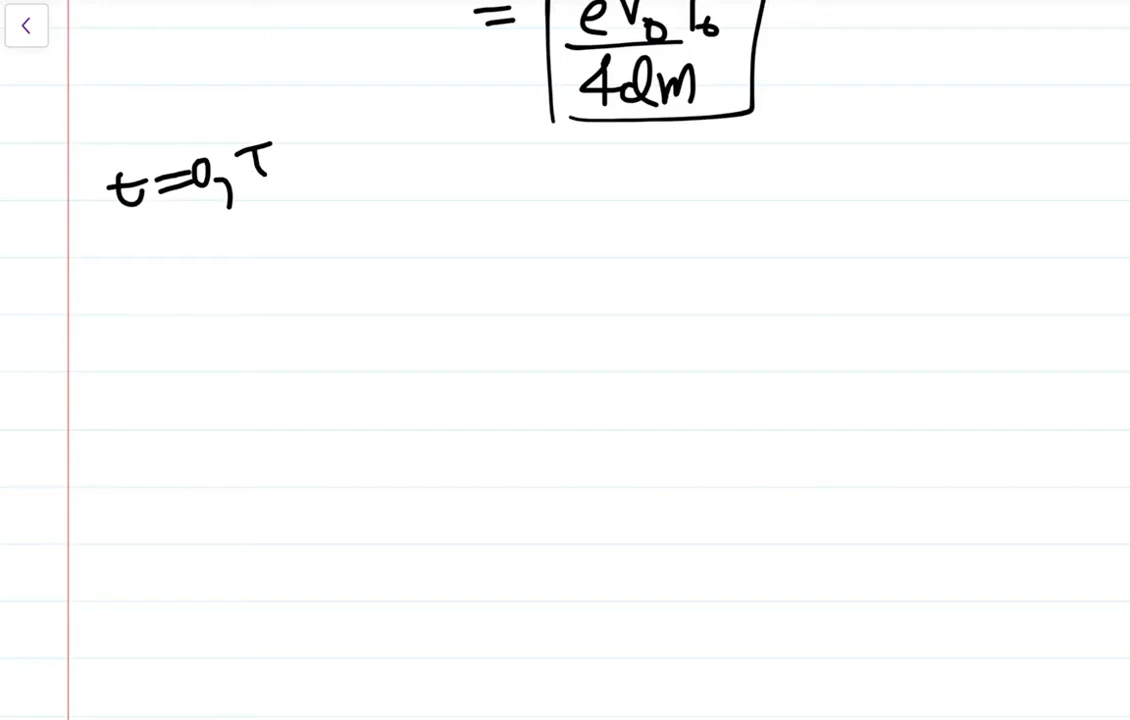 = eV₀T₀
4dm
t=0, T